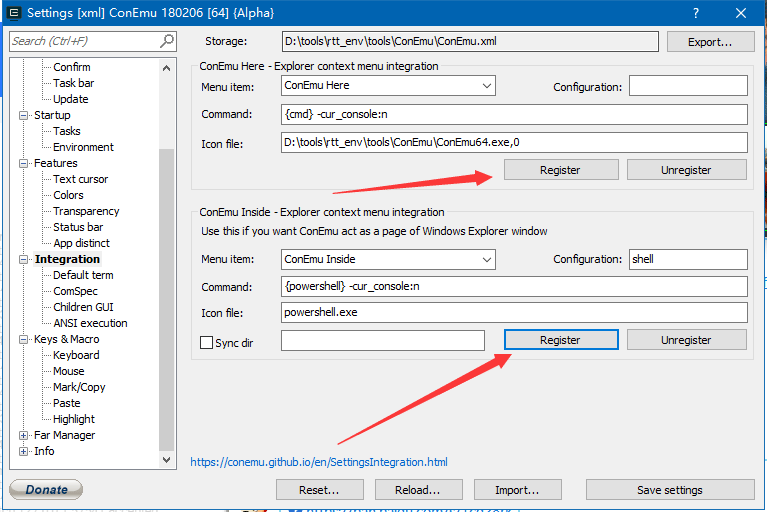 Settings [xml] ConEmu 180206 [64] {Alpha}
Search (Ctrl+F)
Confirm
Task bar
Update
Startup
Tasks
Environment
Features
Text cursor
Colors
Transparency
Status bar
App distinct
Integration
Default term
ComSpec
Children GUI
ANSI execution
Keys & Macro
Keyboard
Mouse
Mark/Copy
Paste
Highlight
Far Manager
Info
Donate
Storage: D:\tools\rtt_env\tools\ConEmu\ConEmu.xml Export...
ConEmu Here - Explorer context menu integration
Menu item: ConEmu Here Configuration:
Command: {cmd} -cur_console:n
Icon file: D:\tools\rtt_env\tools\ConEmu\ConEmu64.exe,0
Register Unregister
ConEmu Inside - Explorer context menu integration
Use this if you want ConEmu act as a page of Windows Explorer window
Menu item: ConEmu Inside Configuration: shell
Command: {powershell} -cur_console:n
Icon file: powershell.exe
Sync dir Register Unregister
https://conemu.github.io/en/SettingsIntegration.html
Reset... Reload... Import... Save settings